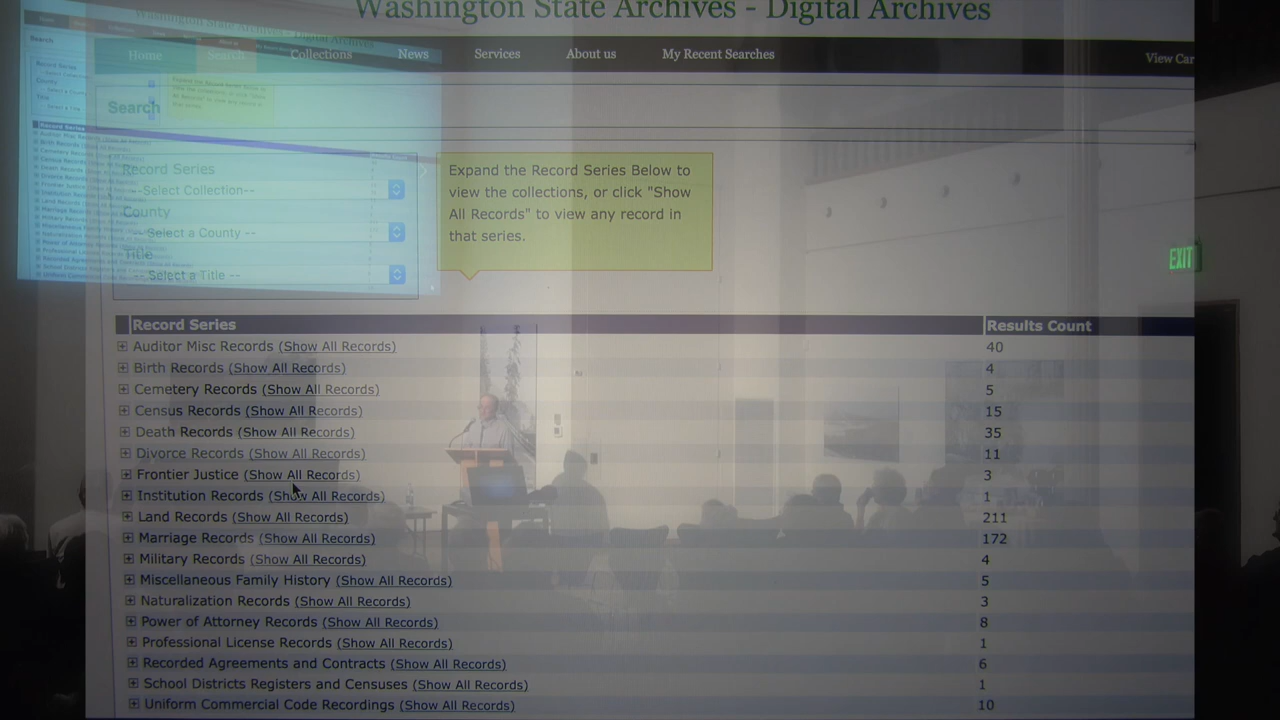 Washington State Archives - Digital Archives
Home Search Collections News Services About us My Recent Searches View Car
Search
Record Series
--Select Collection--
County
-- Select a County --
Title
-- Select a Title --
Expand the Record Series Below to
view the collections, or click "Show
All Records" to view any record in
that series.
EXIT
Record Series Results Count
Auditor Misc Records (Show All Records) 40
Birth Records (Show All Records) 4
Cemetery Records (Show All Records) 5
Census Records (Show All Records) 15
Death Records (Show All Records) 35
Divorce Records (Show All Records) 11
Frontier Justice (Show All Records) 3
Institution Records (Show All Records) 1
Land Records (Show All Records) 211
Marriage Records (Show All Records) 172
Military Records (Show All Records) 4
Miscellaneous Family History (Show All Records) 5
Naturalization Records (Show All Records) 3
Power of Attorney Records (Show All Records) 8
Professional License Records (Show All Records) 1
Recorded Agreements and Contracts (Show All Records) 6
School Districts Registers and Censuses (Show All Records) 1
Uniform Commercial Code Recordings (Show All Records) 10